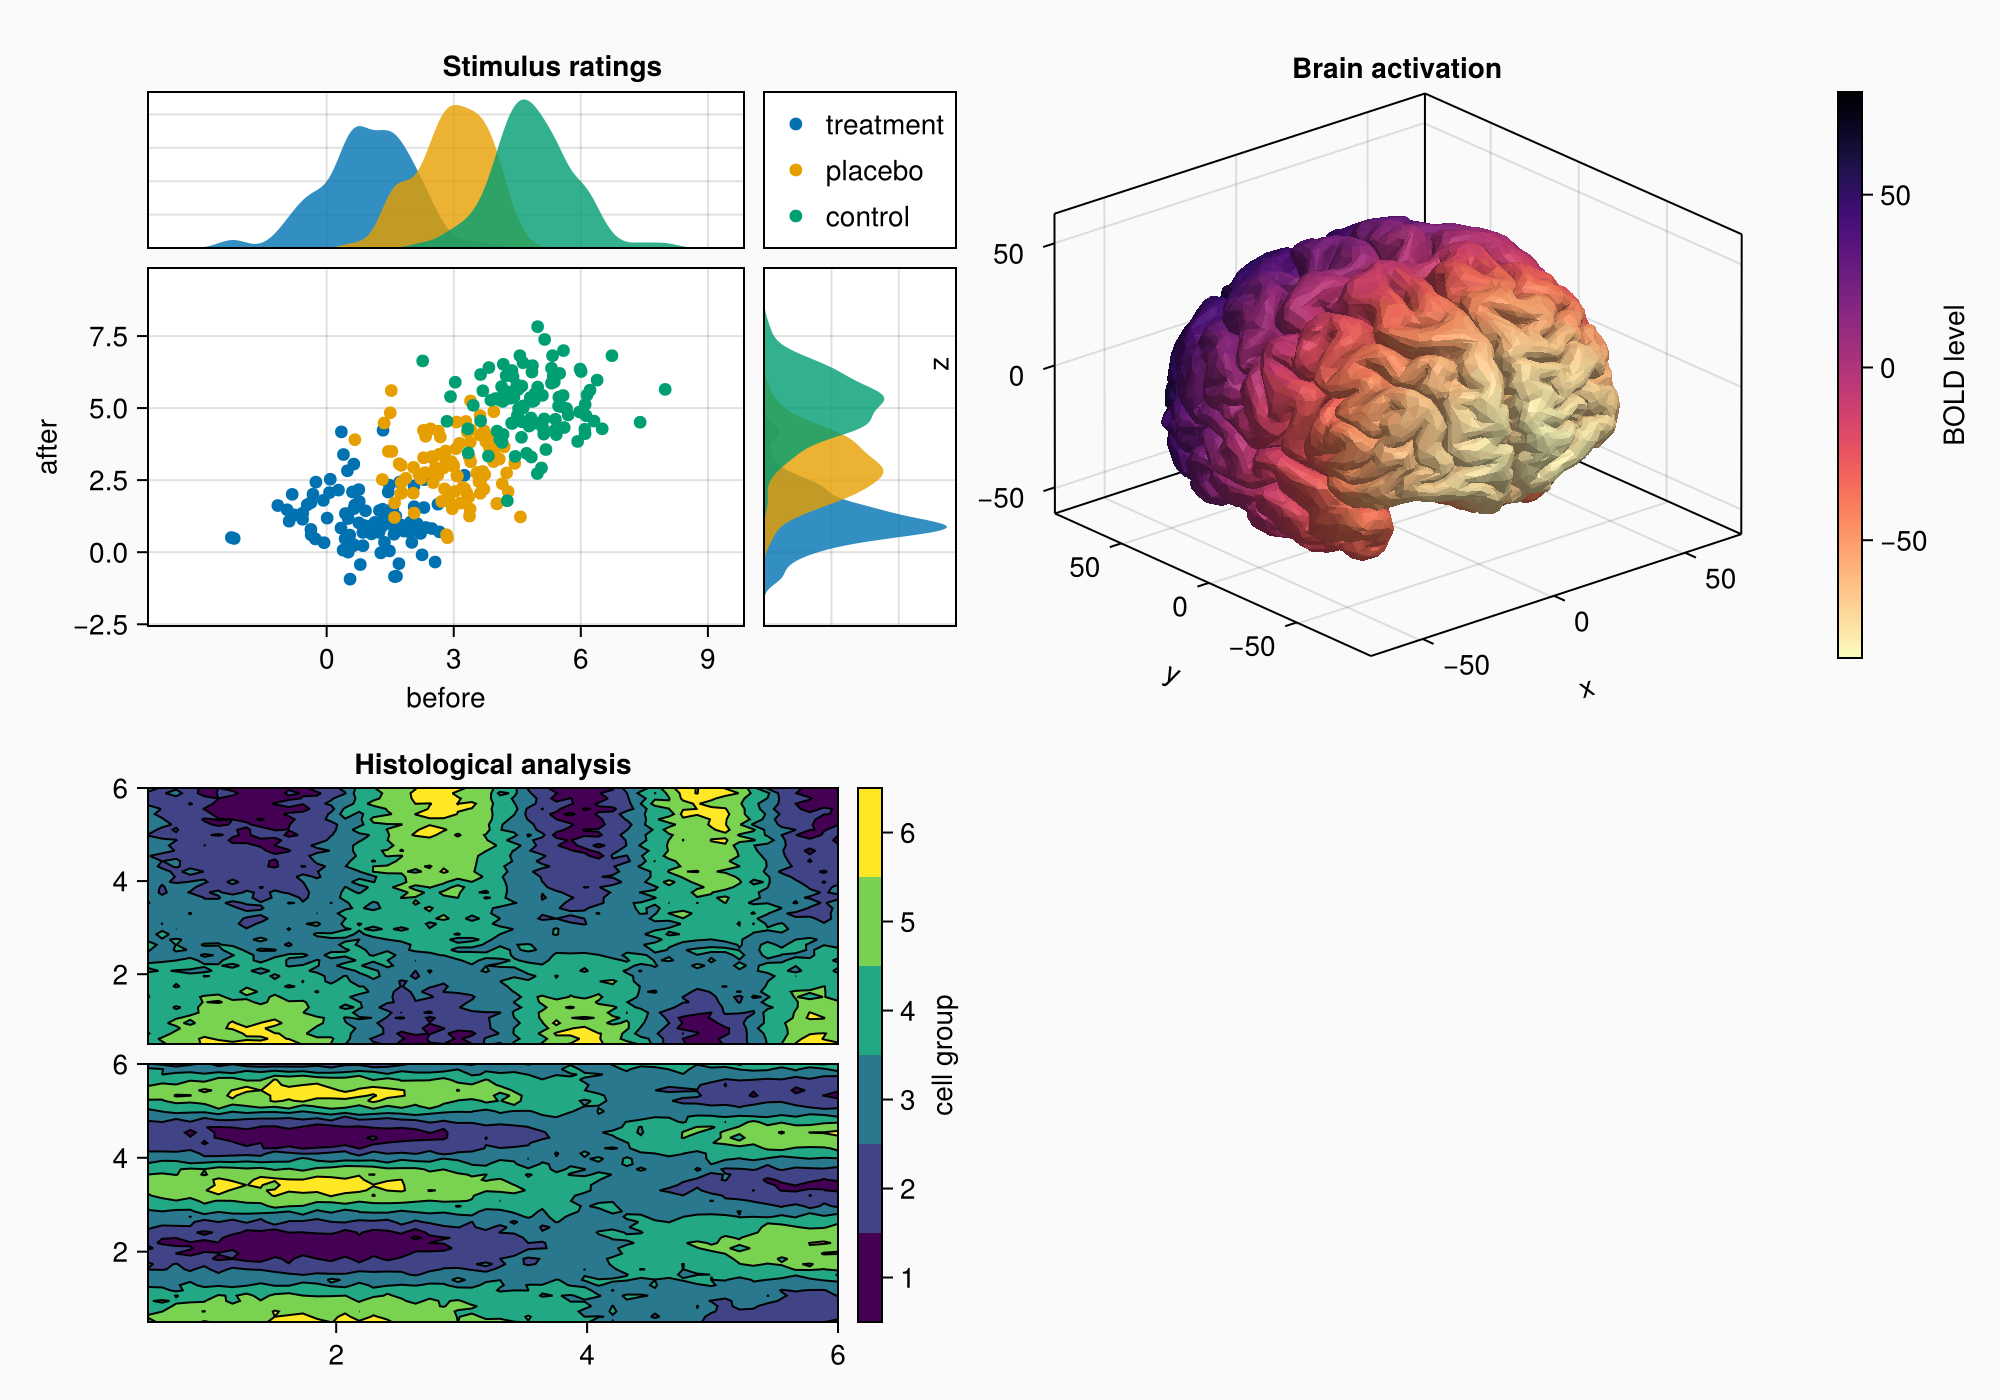 Stimulus ratings
treatment
placebo
control
7.5
5.0
2.5
0.0
−2.5
after
0 3 6 9
before
Brain activation
50
0
−50
z
50
0
−50
y
−50
0
50
x
50
0
−50
BOLD level
Histological analysis
6
4
2
6
4
2
2 4 6
6
5
4
3
2
1
cell group